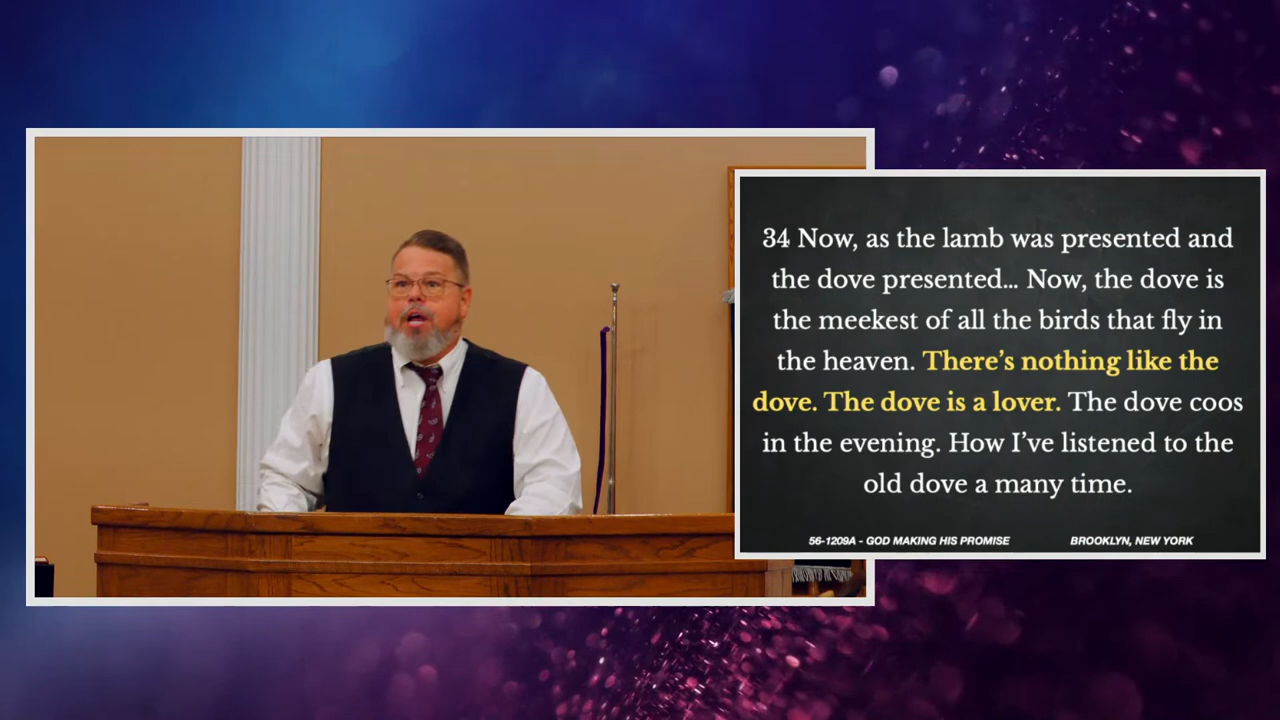 34 Now, as the lamb was presented and
the dove presented... Now, the dove is
the meekest of all the birds that fly in
the heaven. There’s nothing like the
dove. The dove is a lover. The dove coos
in the evening. How I’ve listened to the
old dove a many time.
56-1209A - GOD MAKING HIS PROMISE BROOKLYN, NEW YORK